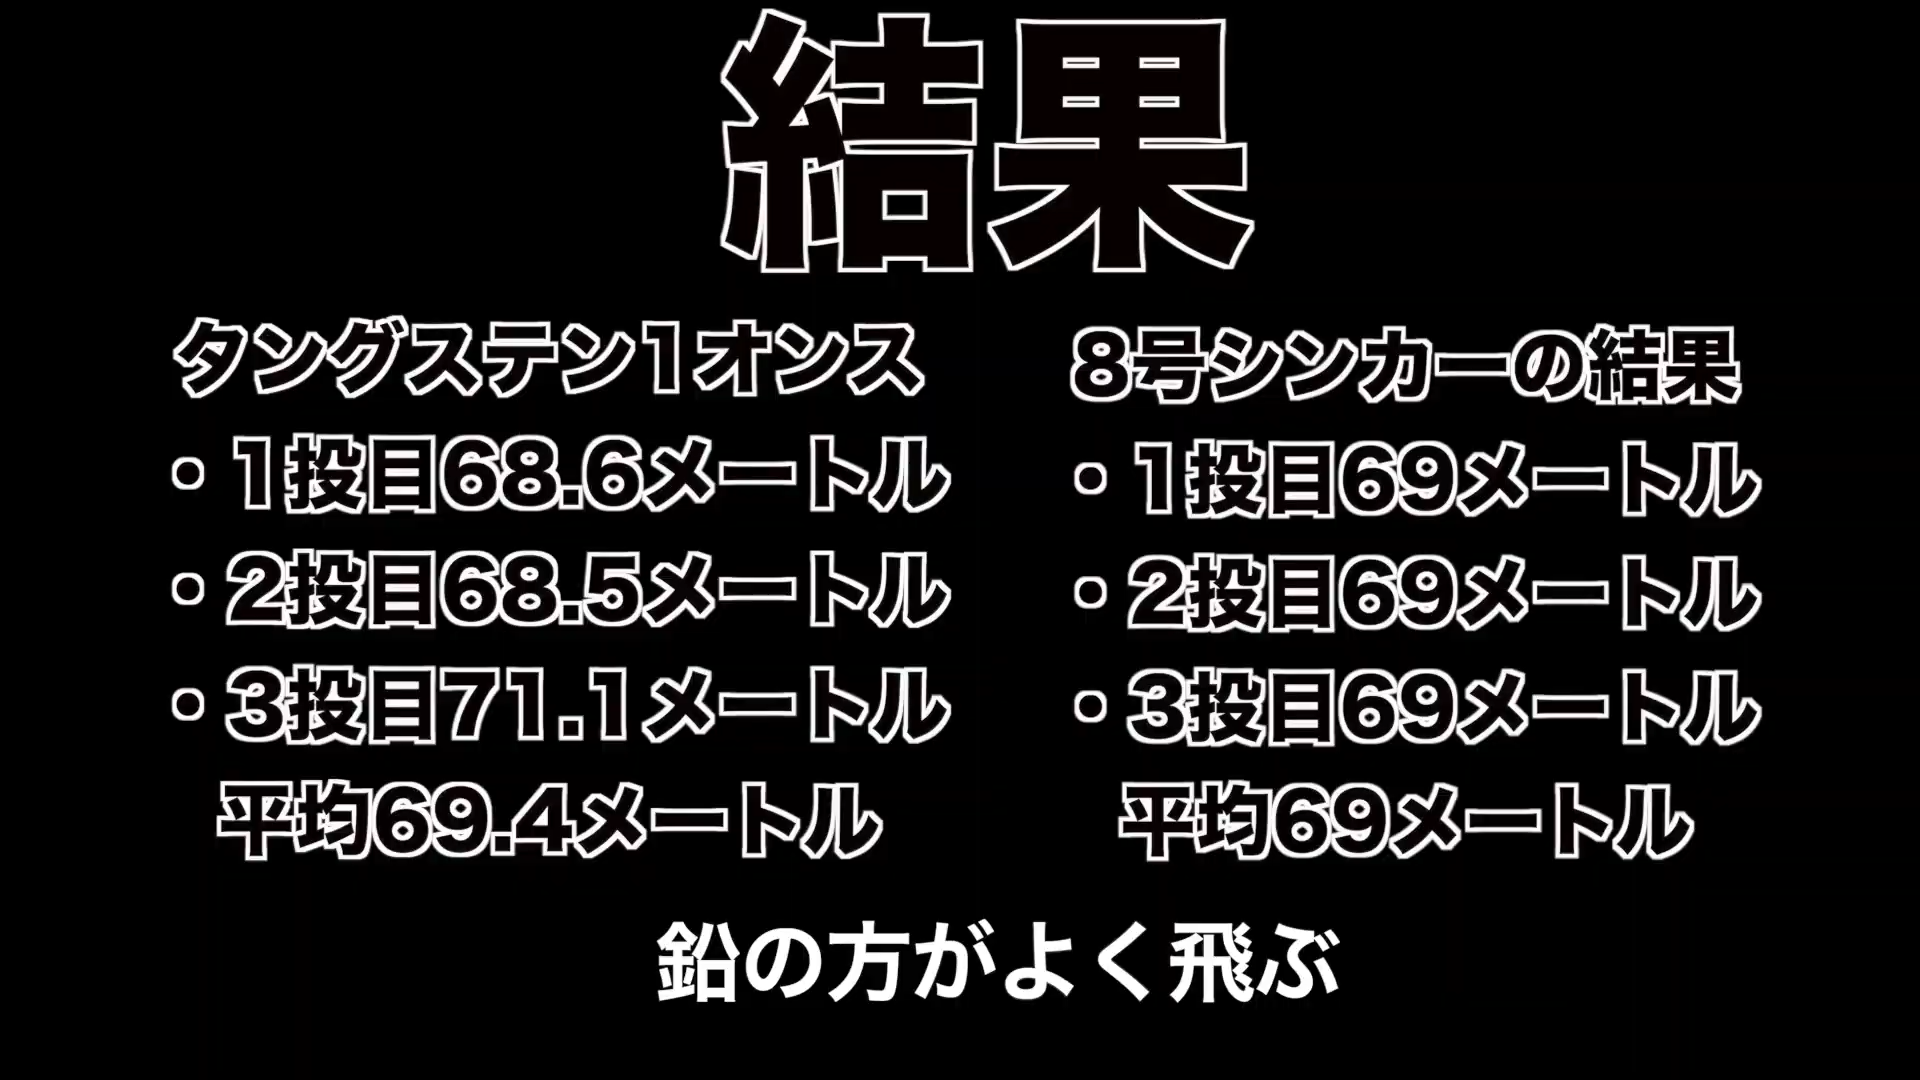 結果
タングステン1オンス
・1投目68.6メートル
・2投目68.5メートル
・3投目71.1メートル
平均69.4メートル
8号シンカーの結果
・1投目69メートル
・2投目69メートル
・3投目69メートル
平均69メートル
鉛の方がよく飛ぶ